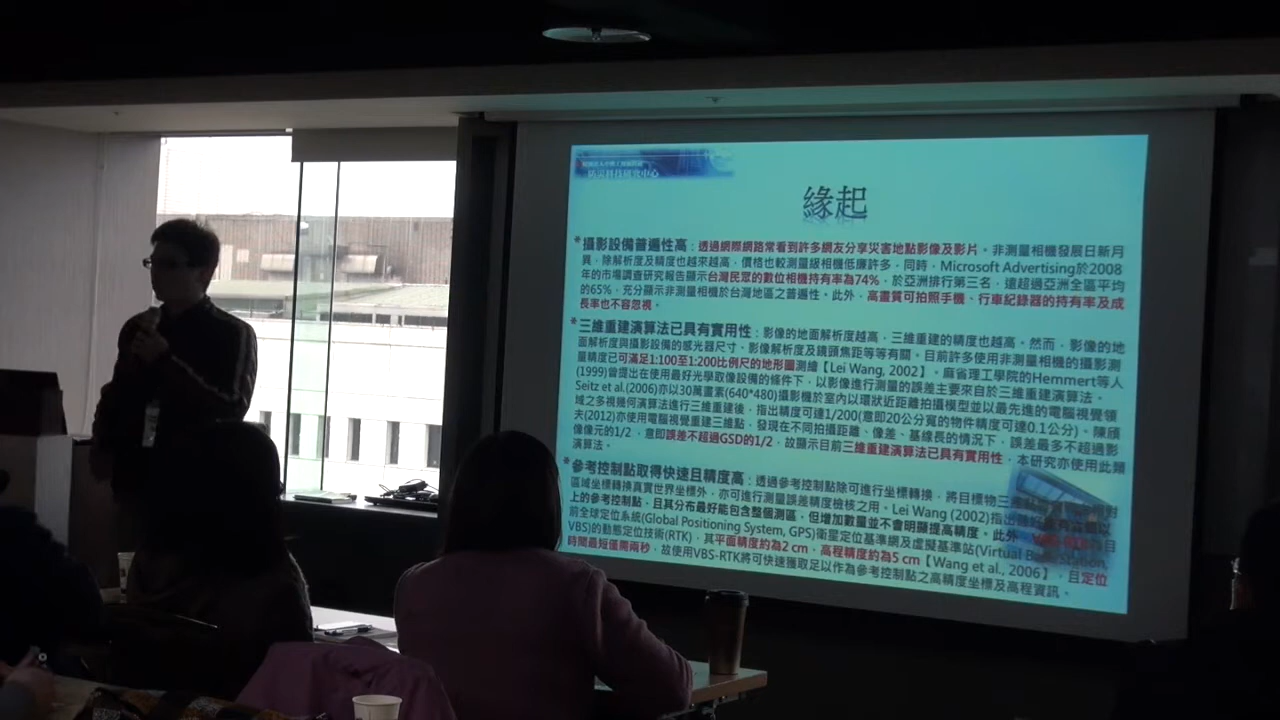 防災科技研究中心
緣起
*攝影設備普遍性高：透過網際網路常看到許多網友分享災害地點影像及影片。非測量相機發展日新月
異，除解析度及精度也越來越高，價格也較測量級相機低廉許多，同時，Microsoft Advertising於2008
年的市場調查研究報告顯示台灣民眾的數位相機持有率為74%，於亞洲排行第三名，遠超過亞洲全區平均
的65%，充分顯示非測量相機於台灣地區之普遍性。此外，高畫質可拍照手機、行車紀錄器的持有率及成
長率也不容忽視。
*三維重建演算法已具有實用性：影像的地面解析度越高，三維重建的精度也越高。然而，影像的地
面解析度與攝影設備的感光器尺寸、影像解析度及鏡頭焦距等等有關。目前許多使用非測量相機的攝影測
量精度已可滿足1:100至1:200比例尺的地形圖測繪【Lei Wang, 2002】。麻省理工學院的Hemmert等人
(1999)曾提出在使用最好光學取像設備的條件下，以影像進行測量的誤差主要來自於三維重建演算法。
Seitz et al.(2006)亦以30萬畫素(640*480)攝影機於室內以環狀近距離拍攝模型並以最先進的電腦視覺領
域之多視幾何演算法進行三維重建後，指出精度可達1/200(意即20公分寬的物件精度可達0.1公分)。陳頎
夫(2012)亦使用電腦視覺重建三維點，發現在不同拍攝距離、像差、基線長的情況下，誤差最多不超過影
像像元的1/2，意即誤差不超過GSD的1/2，故顯示目前三維重建演算法已具有實用性，本研究亦使用此類
演算法。
*參考控制點取得快速且精度高：透過參考控制點除可進行坐標轉換，將目標物三維
區域坐標轉換真實世界坐標外，亦可進行測量誤差精度檢核之用。Lei Wang (2002)指出
上的參考控制點，且其分布最好能包含整個測區，但增加數量並不會明顯提高精度。此外
前全球定位系統(Global Positioning System, GPS)衛星定位基準網及虛擬基準站(Virtual Base Station,
VBS)的動態定位技術(RTK)，其平面精度約為2 cm，高程精度約為5 cm【Wang et al., 2006】，且定位
時間最短僅需兩秒，故使用VBS-RTK將可快速獲取足以作為參考控制點之高精度坐標及高程資訊。